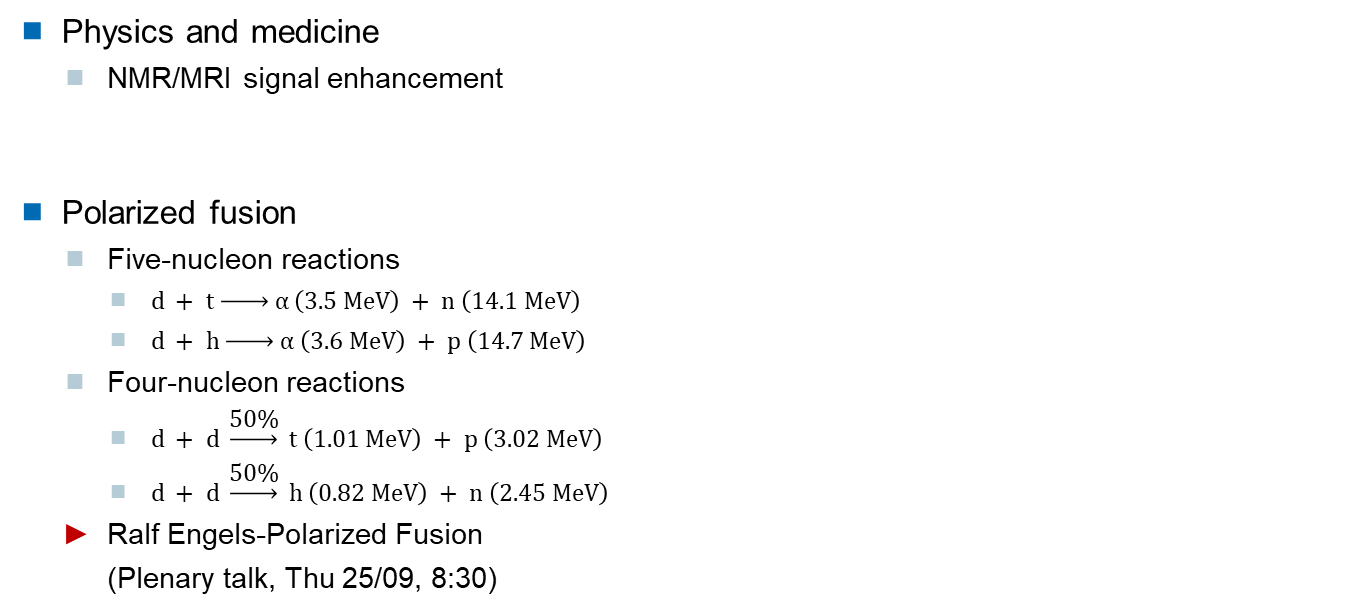 Physics and medicine
NMR/MRI signal enhancement
Polarized fusion
Five-nucleon reactions
d + t ⟶ α (3.5 MeV) + n (14.1 MeV)
d + h ⟶ α (3.6 MeV) + p (14.7 MeV)
Four-nucleon reactions
50%
d + d ⟶ t (1.01 MeV) + p (3.02 MeV)
50%
d + d ⟶ h (0.82 MeV) + n (2.45 MeV)
Ralf Engels-Polarized Fusion
(Plenary talk, Thu 25/09, 8:30)